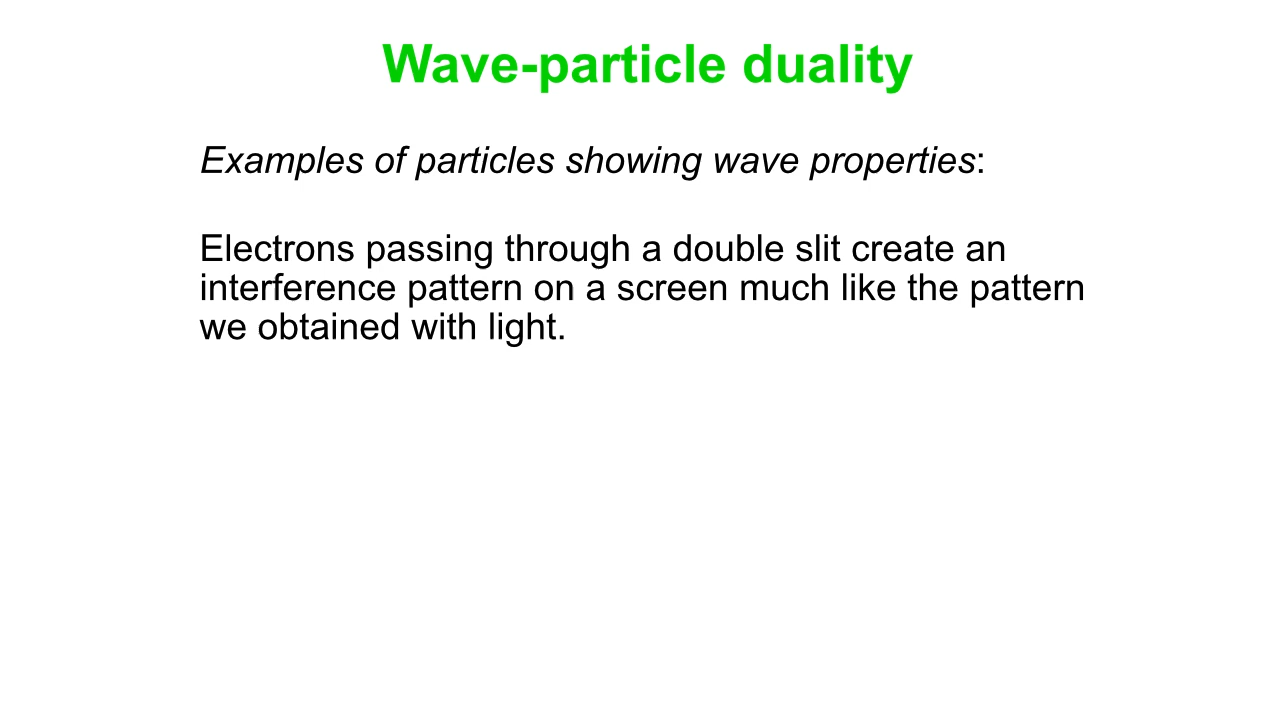 Wave-particle duality
Examples of particles showing wave properties:
Electrons passing through a double slit create an
interference pattern on a screen much like the pattern
we obtained with light.